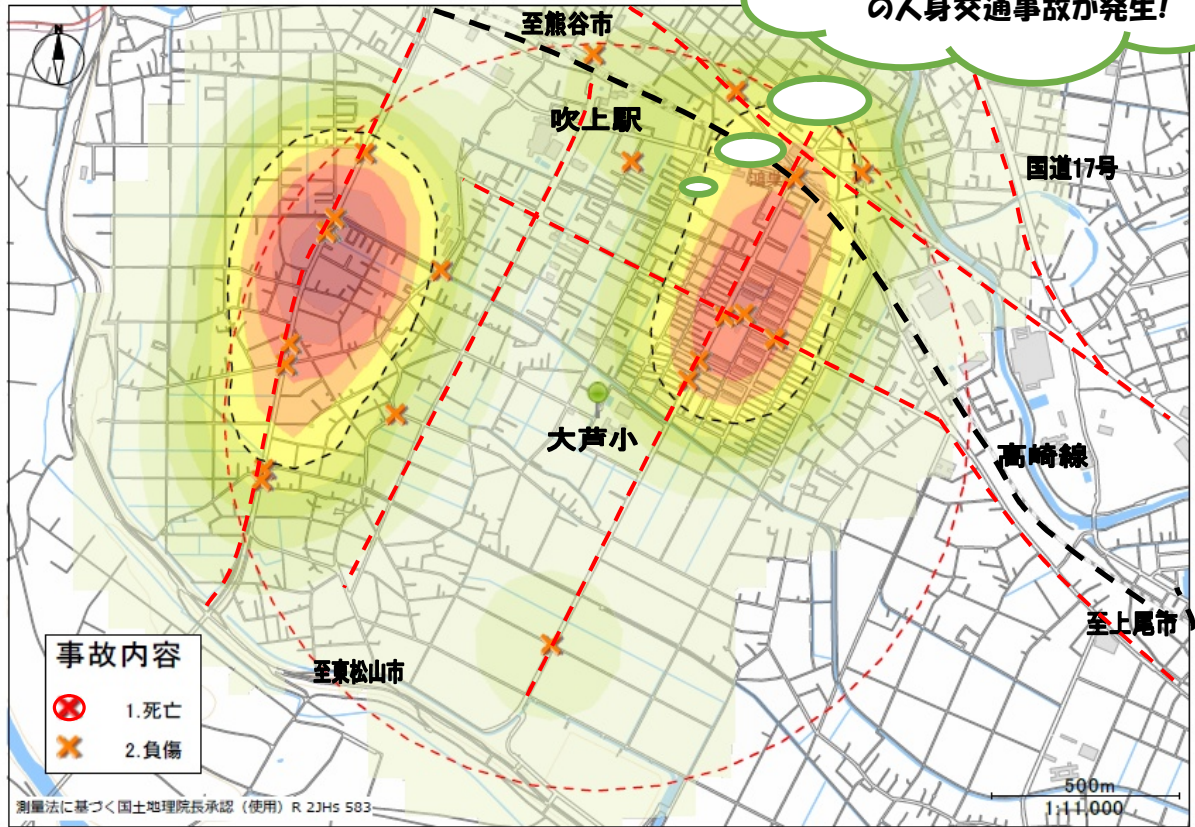 の人身交通事故が発生!
至熊谷市
N
吹上駅
国道17号
大芦小
高崎線
至上尾市
至東松山市
事故内容
1.死亡
2.負傷
500m
1:11,000
測量法に基づく国土地理院長承認（使用）R 2JHs 583